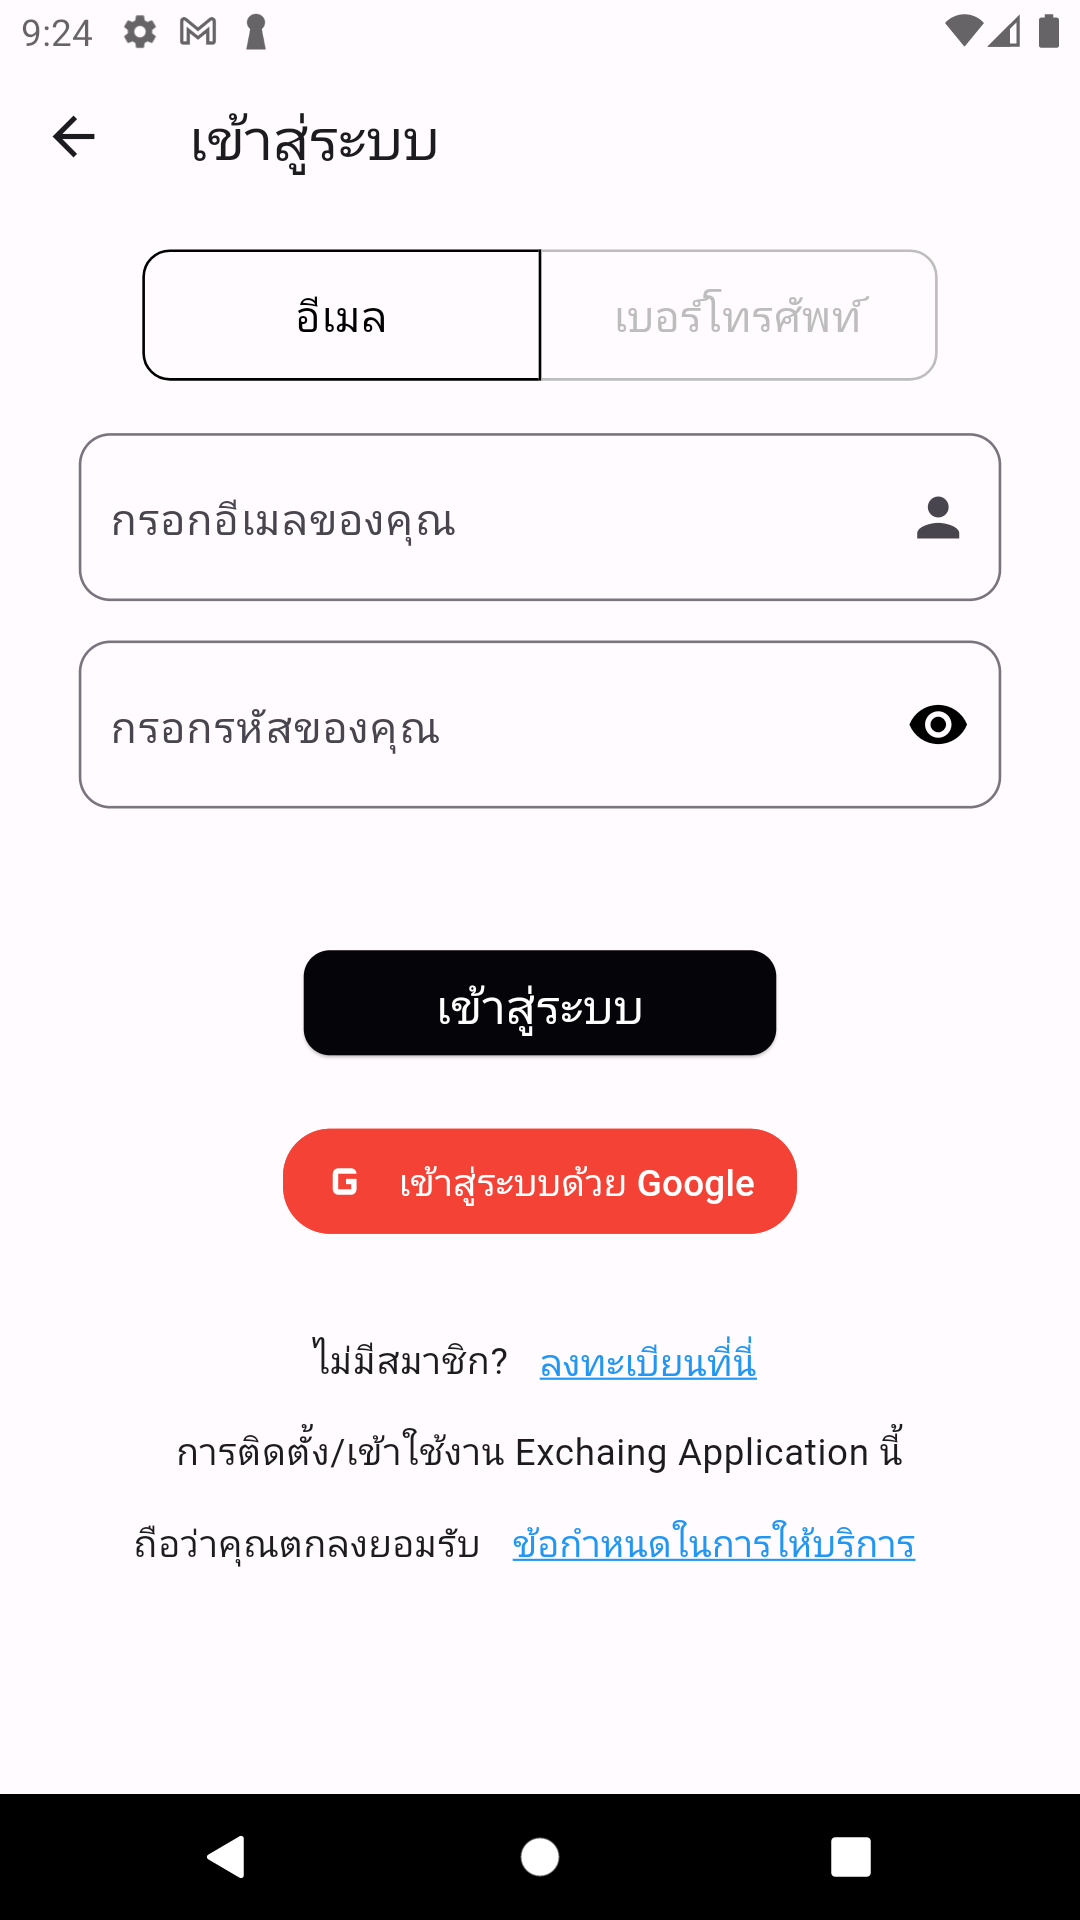 9:24
เข้าสู่ระบบ
อีเมล
เบอร์โทรศัพท์
กรอกอีเมลของคุณ
กรอกรหัสของคุณ
เข้าสู่ระบบ
G เข้าสู่ระบบด้วย Google
ไม่มีสมาชิก? ลงทะเบียนที่นี่
การติดตั้ง/เข้าใช้งาน Exchaing Application นี้
ถือว่าคุณตกลงยอมรับ ข้อกำหนดในการให้บริการ